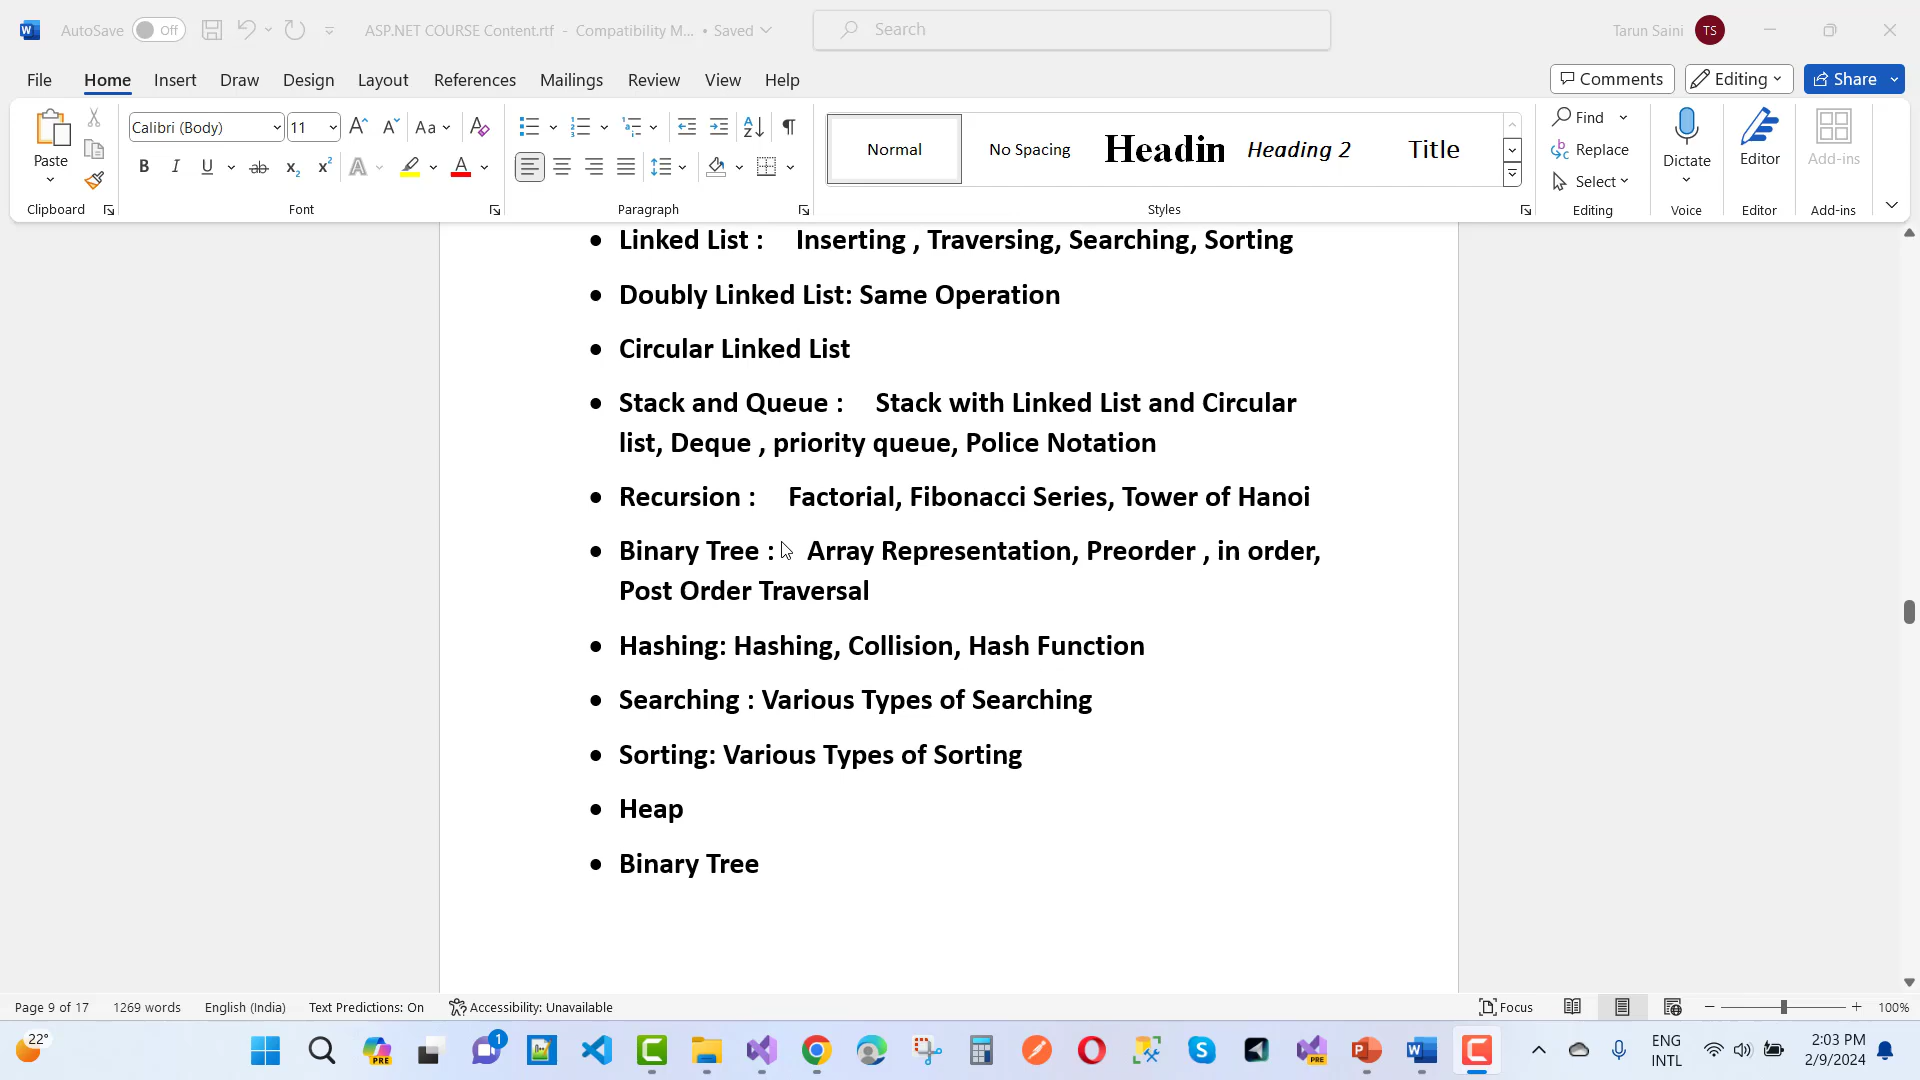 AutoSave Off ASP.NET COURSE Content.rtf - Compatibility M... • Saved Search Tarun Saini TS
File Home Insert Draw Design Layout References Mailings Review View Help Comments Editing Share
Calibri (Body) 11 Aa Find
Paste Normal No Spacing Headin Heading 2 Title Replace Dictate Editor Add-ins
B I U ab x₂ x² A A Select
Clipboard Font Paragraph Styles Editing Voice Editor Add-ins
• Linked List : Inserting , Traversing, Searching, Sorting
• Doubly Linked List: Same Operation
• Circular Linked List
• Stack and Queue : Stack with Linked List and Circular
list, Deque , priority queue, Police Notation
• Recursion : Factorial, Fibonacci Series, Tower of Hanoi
• Binary Tree : Array Representation, Preorder , in order,
Post Order Traversal
• Hashing: Hashing, Collision, Hash Function
• Searching : Various Types of Searching
• Sorting: Various Types of Sorting
• Heap
• Binary Tree
Page 9 of 17 1269 words English (India) Text Predictions: On Accessibility: Unavailable Focus 100%
22° PRE 1 PRE ENG 2:03 PM
INTL 2/9/2024